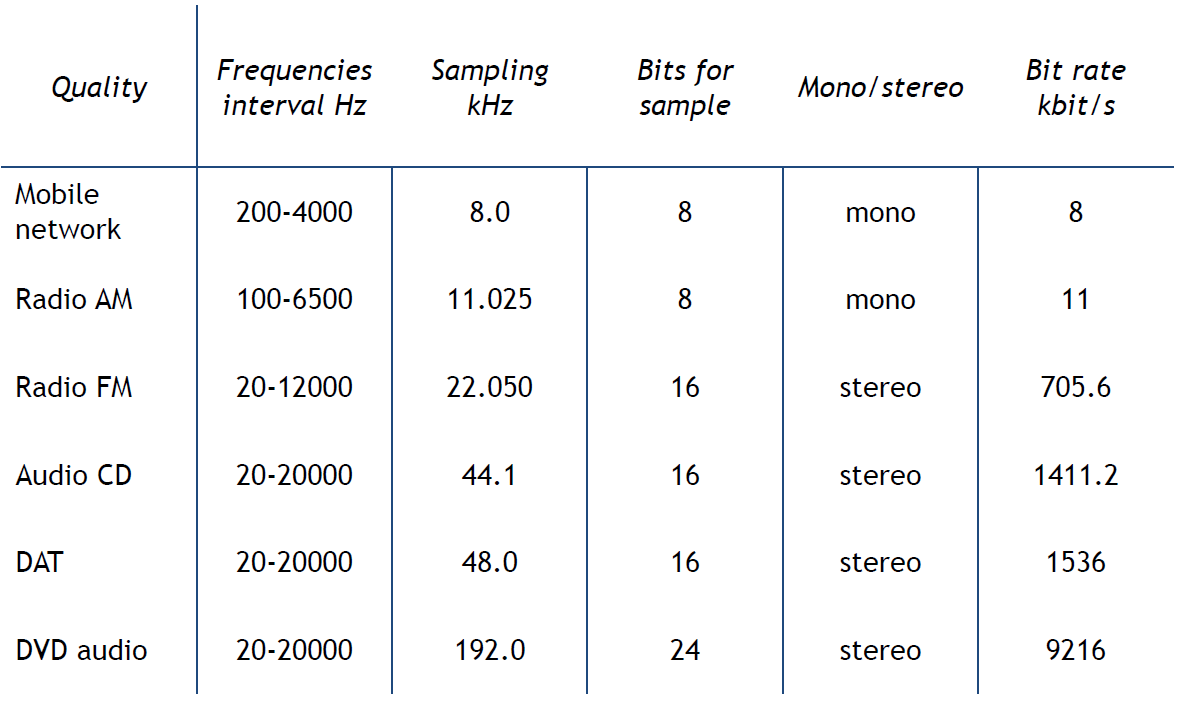 Quality Frequencies interval Hz Sampling kHz Bits for sample Mono/stereo Bit rate kbit/s
Mobile network 200-4000 8.0 8 mono 8
Radio AM 100-6500 11.025 8 mono 11
Radio FM 20-12000 22.050 16 stereo 705.6
Audio CD 20-20000 44.1 16 stereo 1411.2
DAT 20-20000 48.0 16 stereo 1536
DVD audio 20-20000 192.0 24 stereo 9216